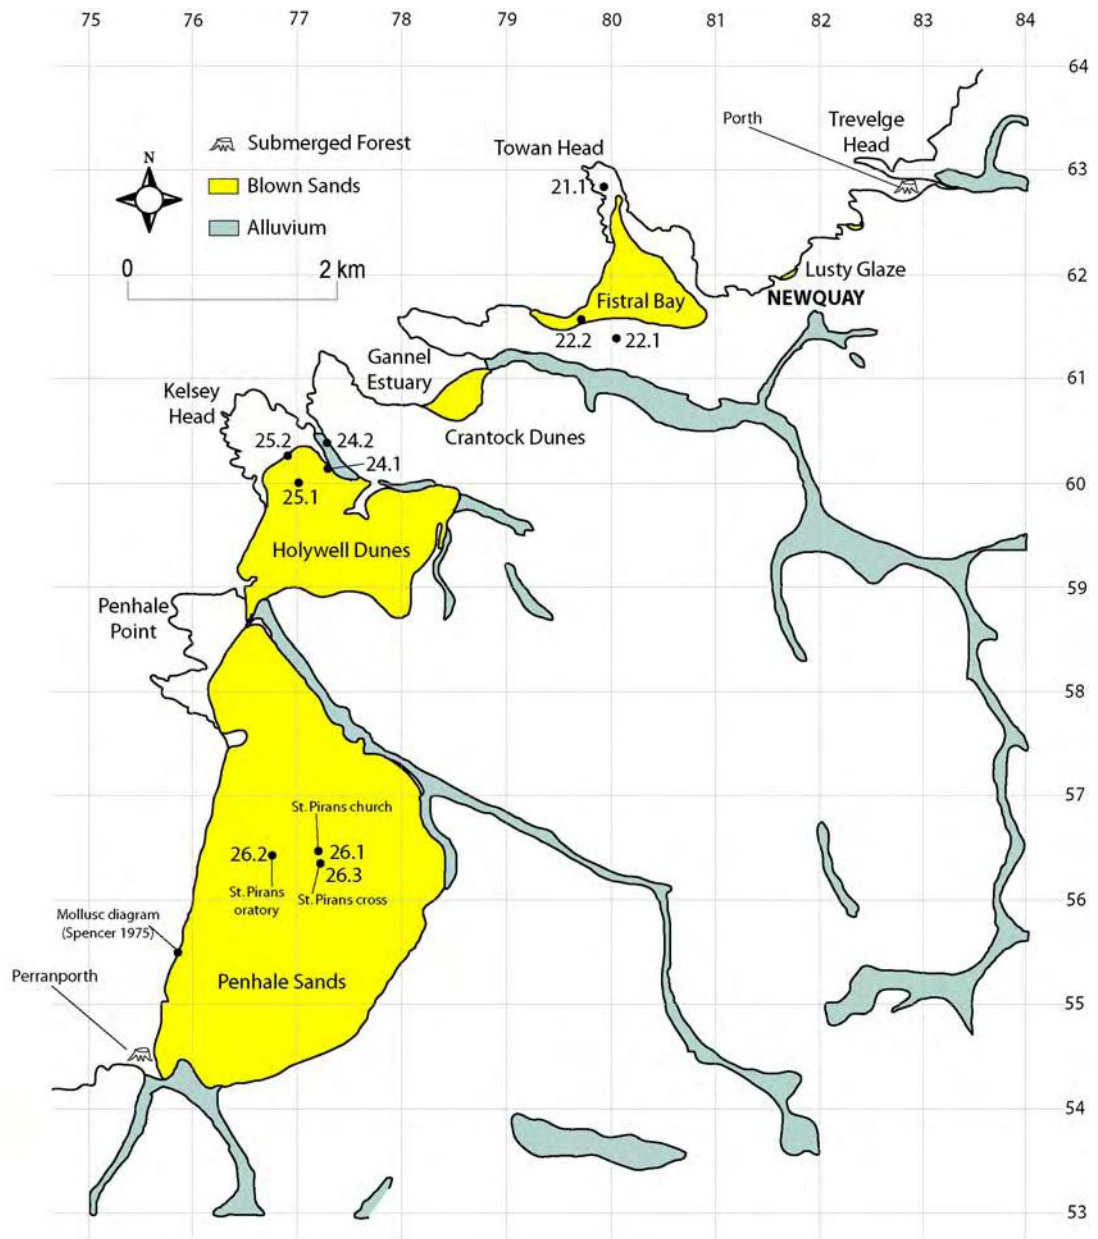 75 76 77 78 79 80 81 82 83 84
64
Porth
Trevelge
Head
Submerged Forest
Towan Head
63
N
21.1
Blown Sands
Alluvium
0 2 km
62
Lusty Glaze
Fistral Bay
NEWQUAY
22.2
22.1
Gannel
Estuary
61
Kelsey
Head
Crantock Dunes
25.2
24.2
24.1
60
25.1
Holywell Dunes
59
Penhale
Point
58
57
St. Pirans church
26.2
26.1
26.3
St. Pirans
oratory
St. Pirans cross
56
Mollusc diagram
(Spencer 1975)
Perranporth
Penhale Sands
55
54
53